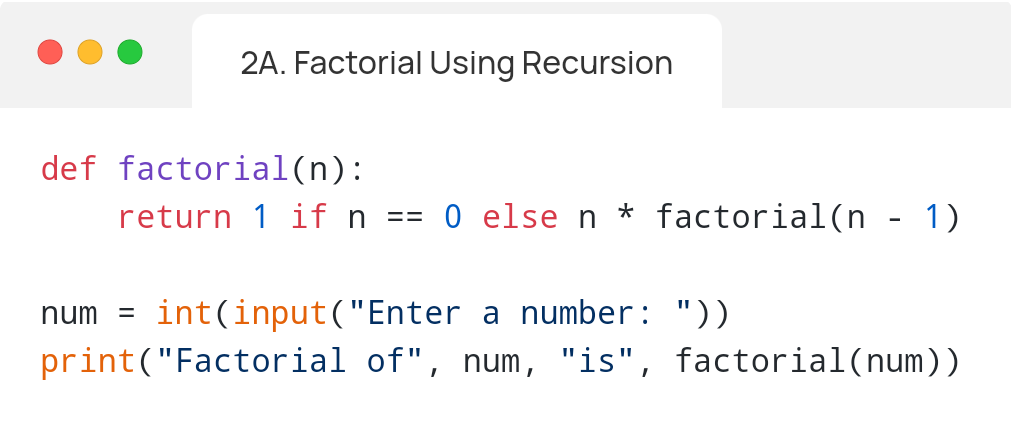 2A. Factorial Using Recursion
def factorial(n):
    return 1 if n == 0 else n * factorial(n - 1)
num = int(input("Enter a number: "))
print("Factorial of", num, "is", factorial(num))